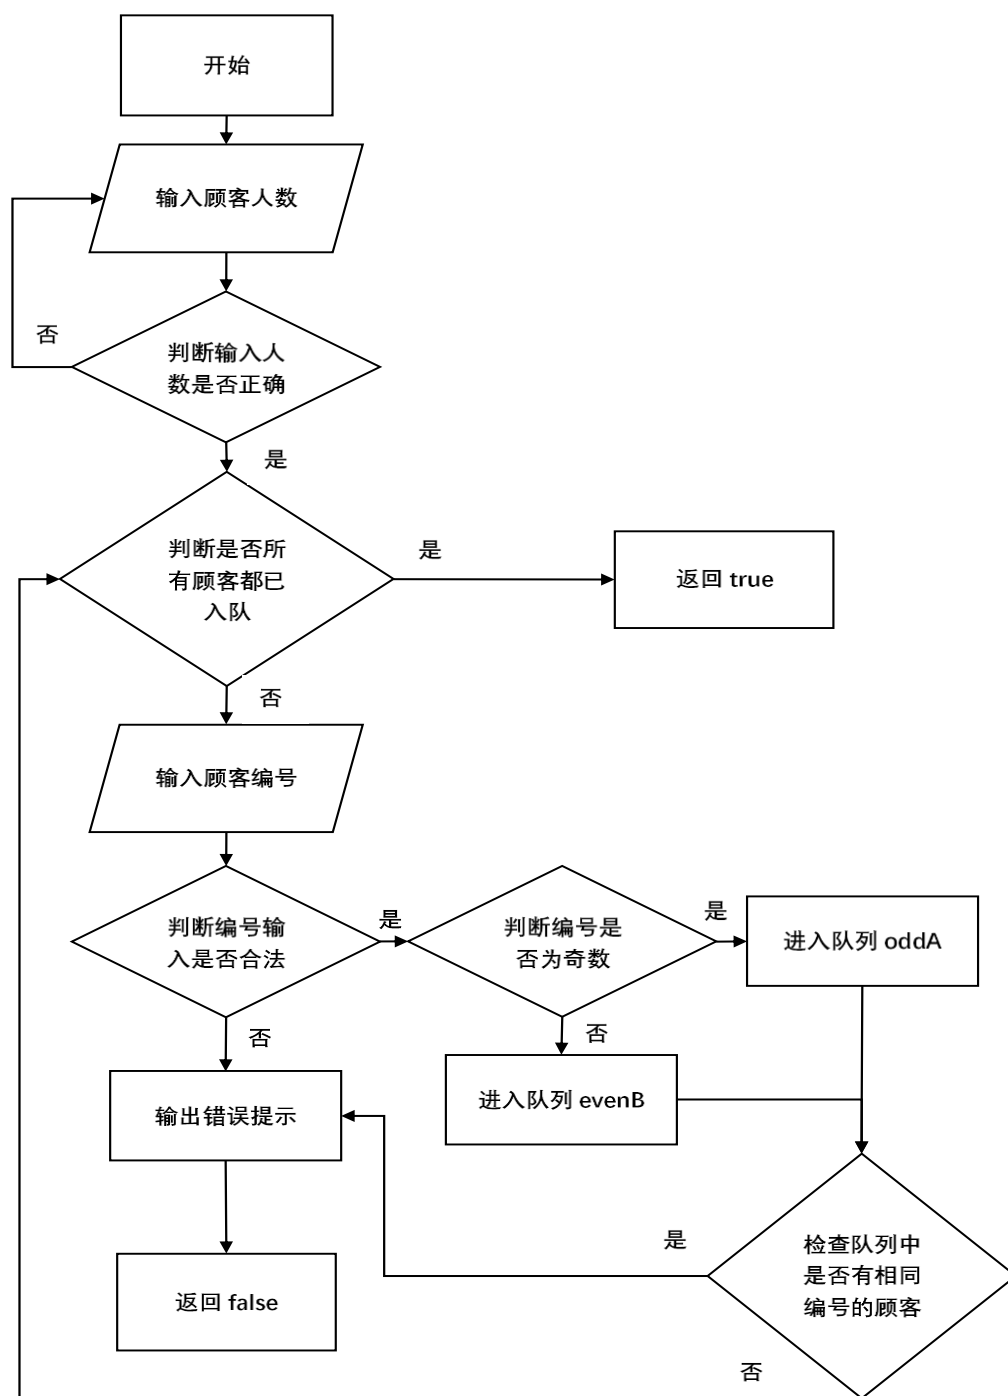 开始
输入顾客人数
否
判断输入人
数是否正确
是
判断是否所
有顾客都已
入队
是
返回 true
否
输入顾客编号
判断编号输
入是否合法
是
判断编号是
否为奇数
是
进入队列 oddA
否
否
进入队列 evenB
输出错误提示
是
检查队列中
是否有相同
编号的顾客
返回 false
否